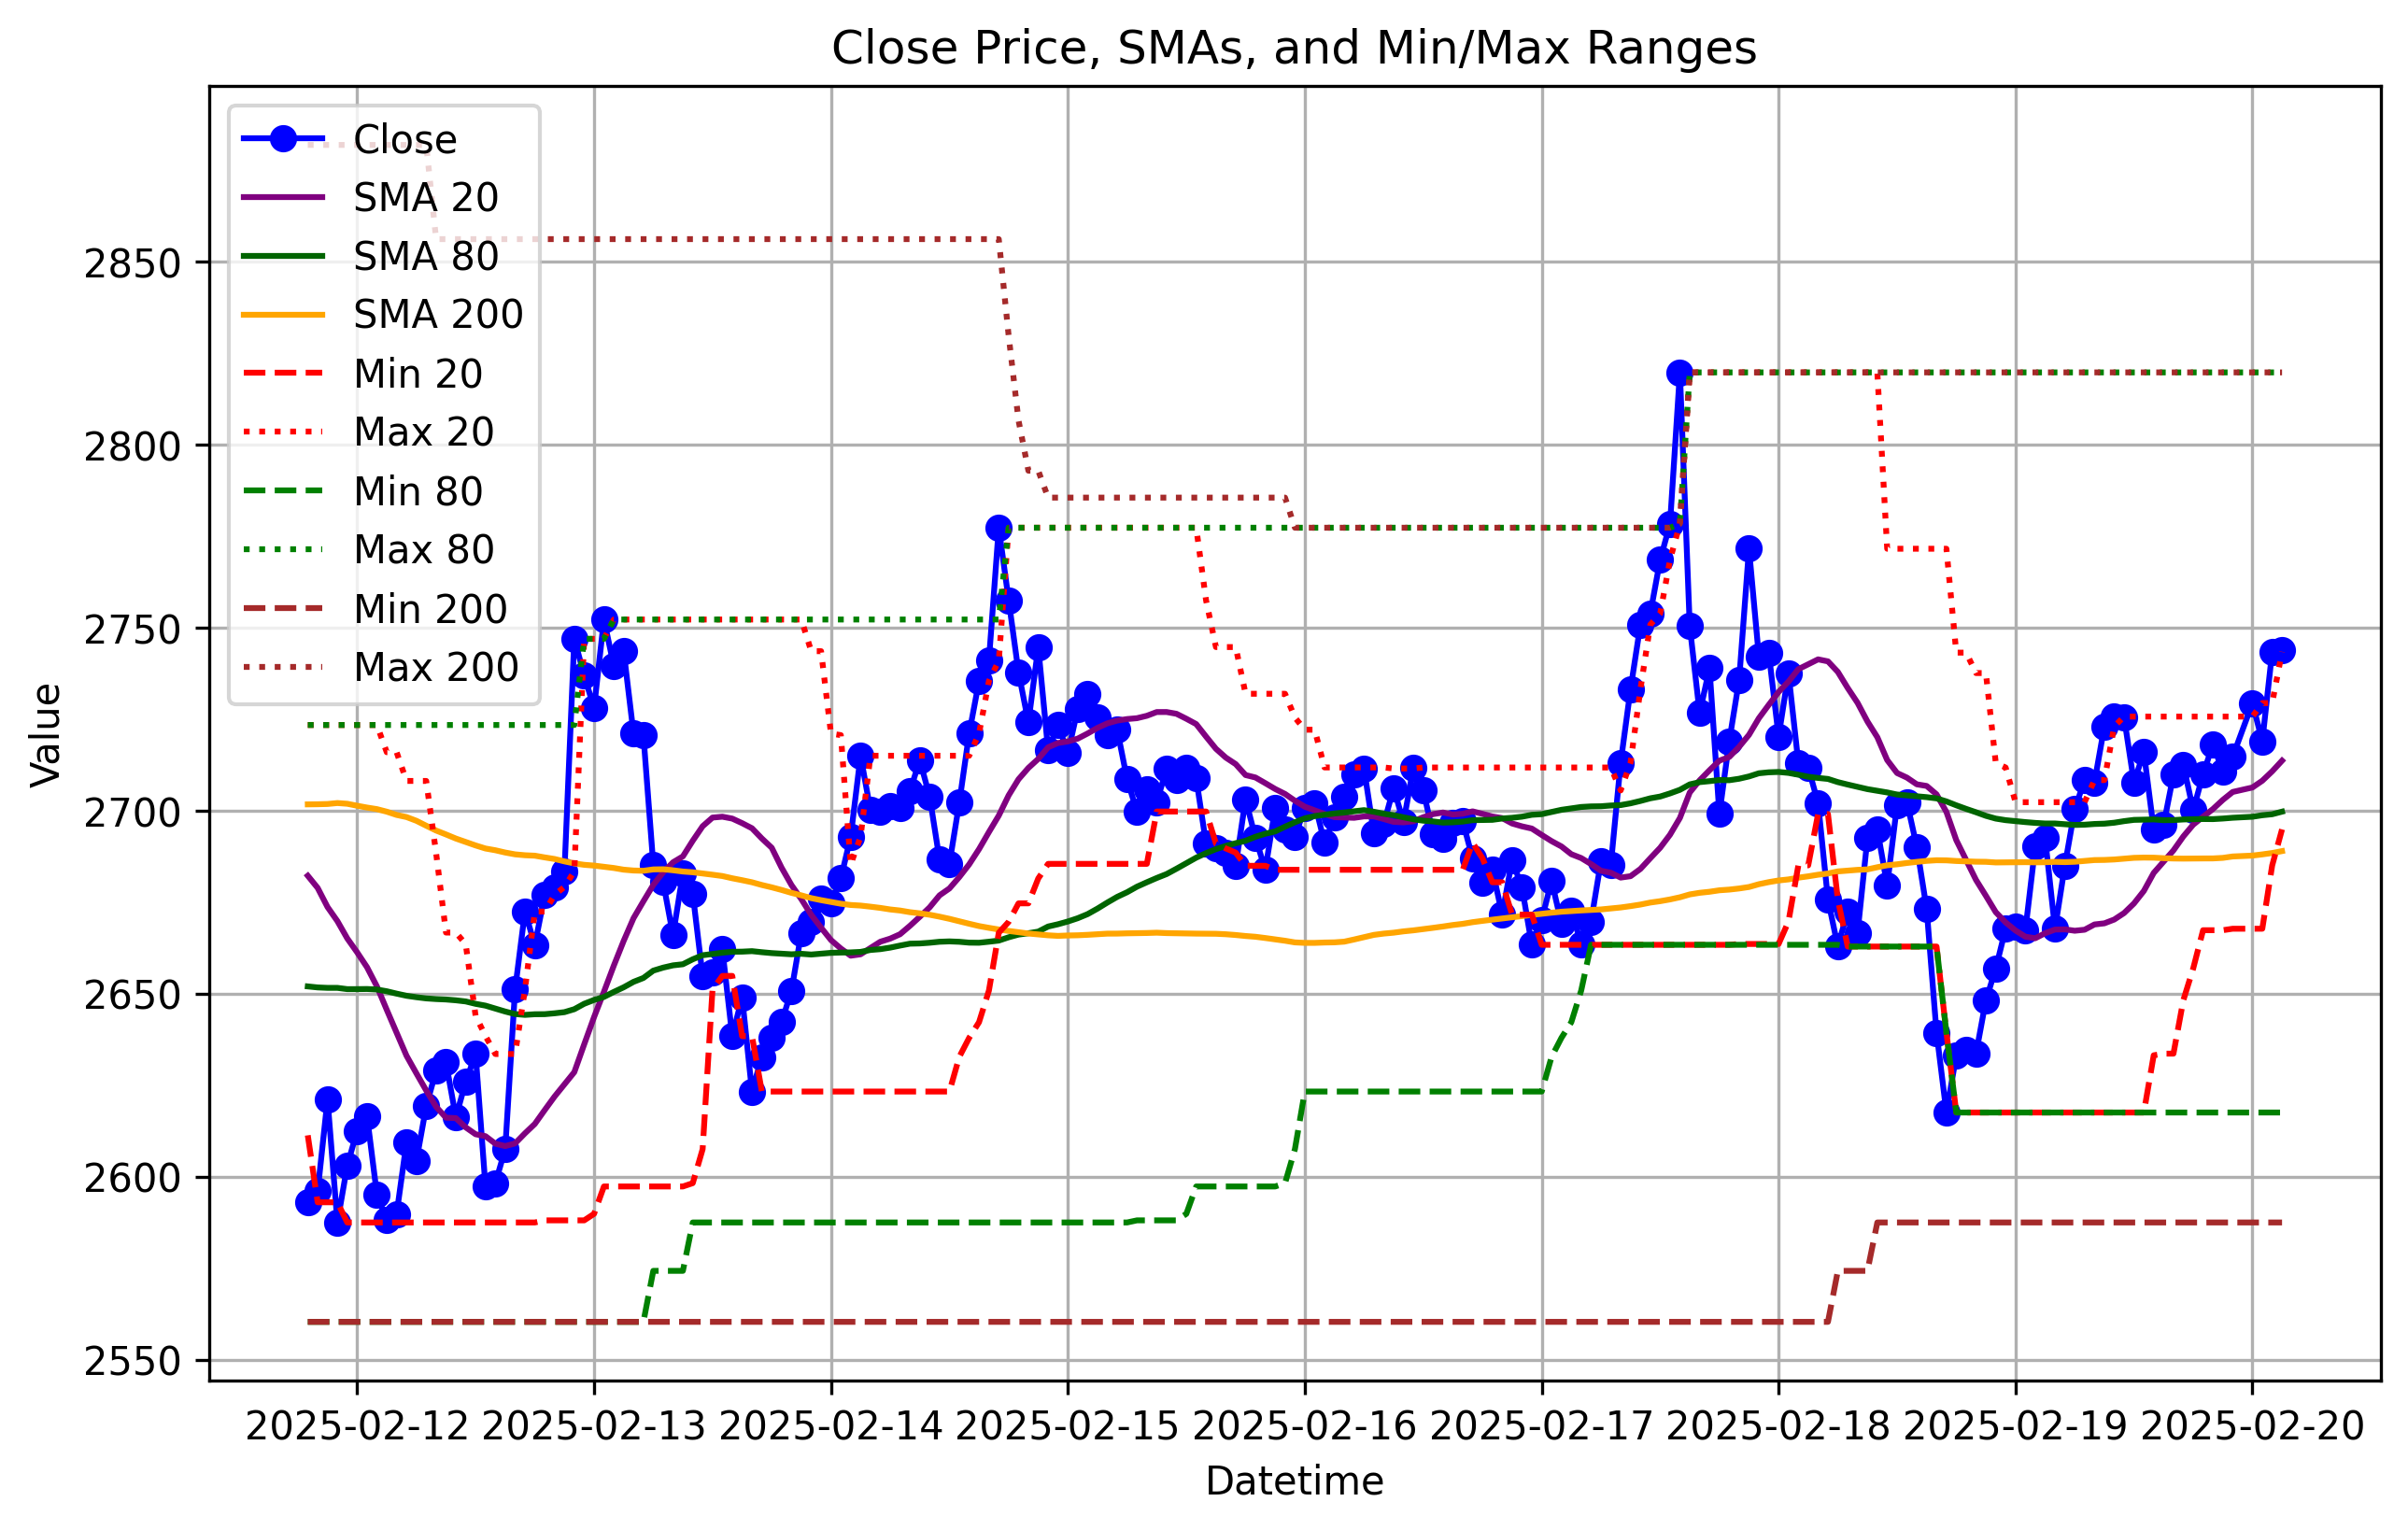 Close Price, SMAs, and Min/Max Ranges
Close
SMA 20
SMA 80
SMA 200
Min 20
Max 20
Min 80
Max 80
Min 200
Max 200
Value
2850
2800
2750
2700
2650
2600
2550
2025-02-12 2025-02-13 2025-02-14 2025-02-15 2025-02-16 2025-02-17 2025-02-18 2025-02-19 2025-02-20
Datetime